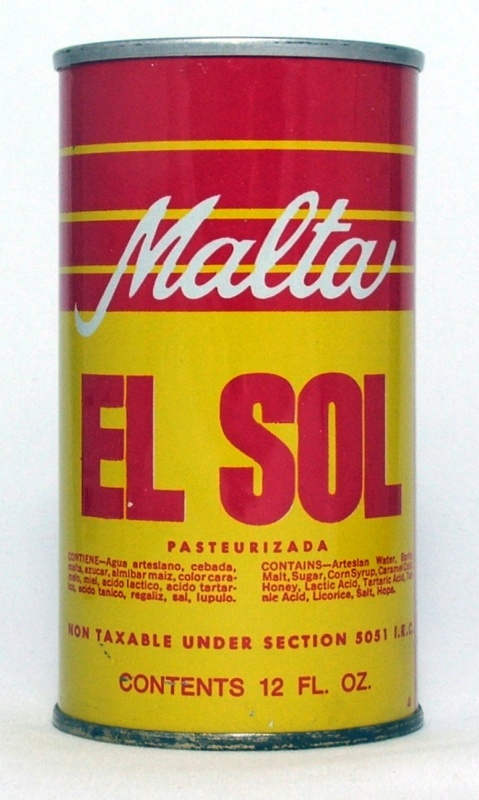 Malta
EL SOL
PASTEURIZADA
CONTIENE—Agua artesiano, cebada,
malta, azucar, almibar maiz, color cara-
melo, miel, acido lactico, acido tartar-
acido tanico, regaliz, sal, lupulo.
CONTAINS—Artesian Water,
Malt, Sugar, Corn Syrup, Caramel Color,
Honey, Lactic Acid, Tartaric Acid,
nic Acid, Licorice, Salt, Hops.
NON TAXABLE UNDER SECTION 5051 I.R.C.
CONTENTS 12 FL. OZ.